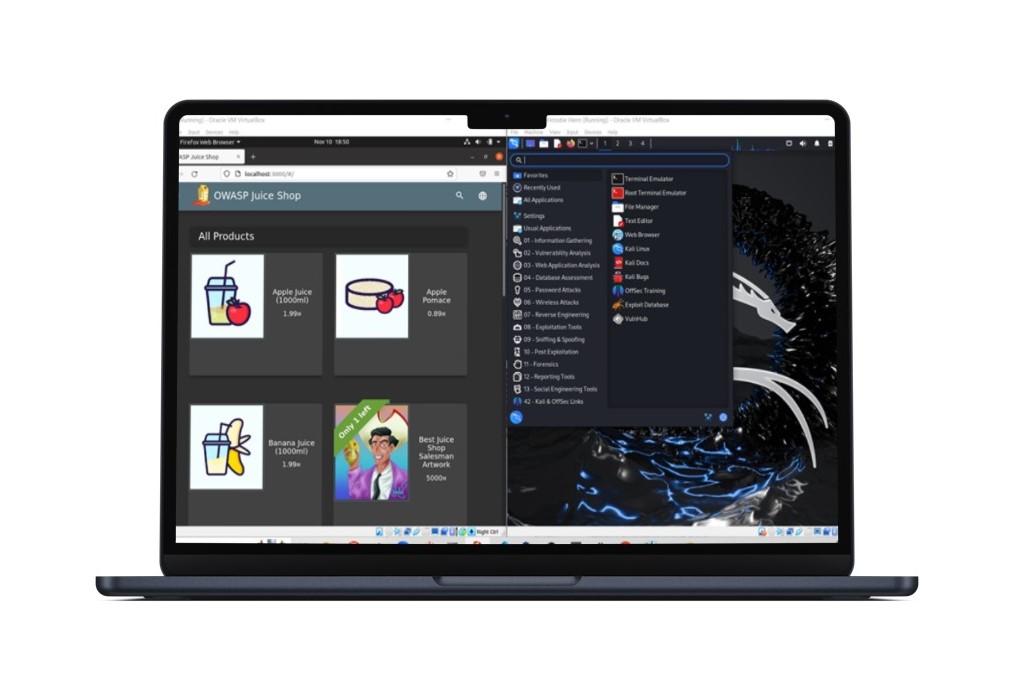 unning) - Oracle VM VirtualBox
Input Devices Help
Firefox Web Browser
Nov 10 18:50
ASP Juice Shop
localhost:3000/#/
OWASP Juice Shop
All Products
Apple Juice
(1000ml)
1.99¤
Apple
Pomace
0.89¤
Banana Juice
(1000ml)
1.99¤
Only 1 left
Best Juice
Shop
Salesman
Artwork
5000¤
Right Ctrl
[Running] - Oracle VM VirtualBox
File Machine View Input Devices Help
1 2 3 4
Favorites
Recently Used
All Applications
Settings
Usual Applications
01 - Information Gathering
02 - Vulnerability Analysis
03 - Web Application Analysis
04 - Database Assessment
05 - Password Attacks
06 - Wireless Attacks
07 - Reverse Engineering
08 - Exploitation Tools
09 - Sniffing & Spoofing
10 - Post Exploitation
11 - Forensics
12 - Reporting Tools
13 - Social Engineering Tools
42 - Kali & OffSec Links
Terminal Emulator
Root Terminal Emulator
File Manager
Text Editor
Web Browser
Kali Linux
Kali Docs
Kali Bugs
OffSec Training
Exploit Database
VulnHub